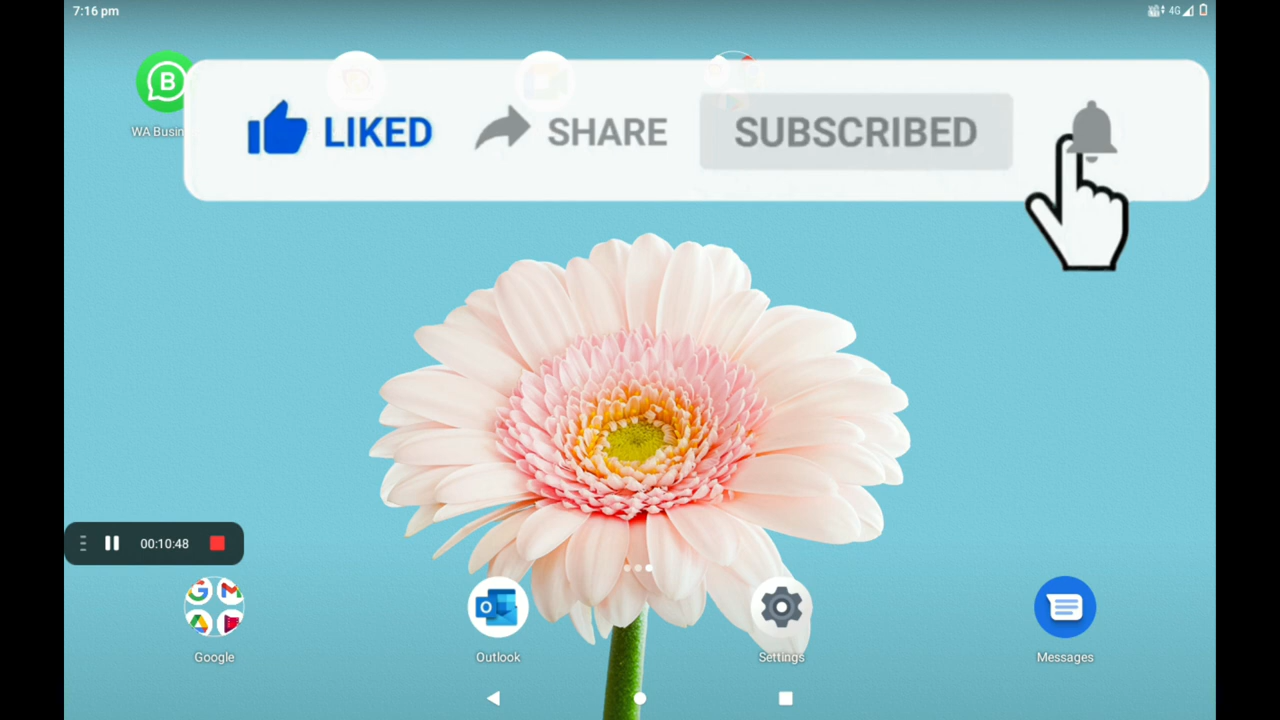 7:16 pm
4G
B
WA Busin
LIKED
SHARE
SUBSCRIBED
00:10:48
Google
Outlook
Settings
Messages